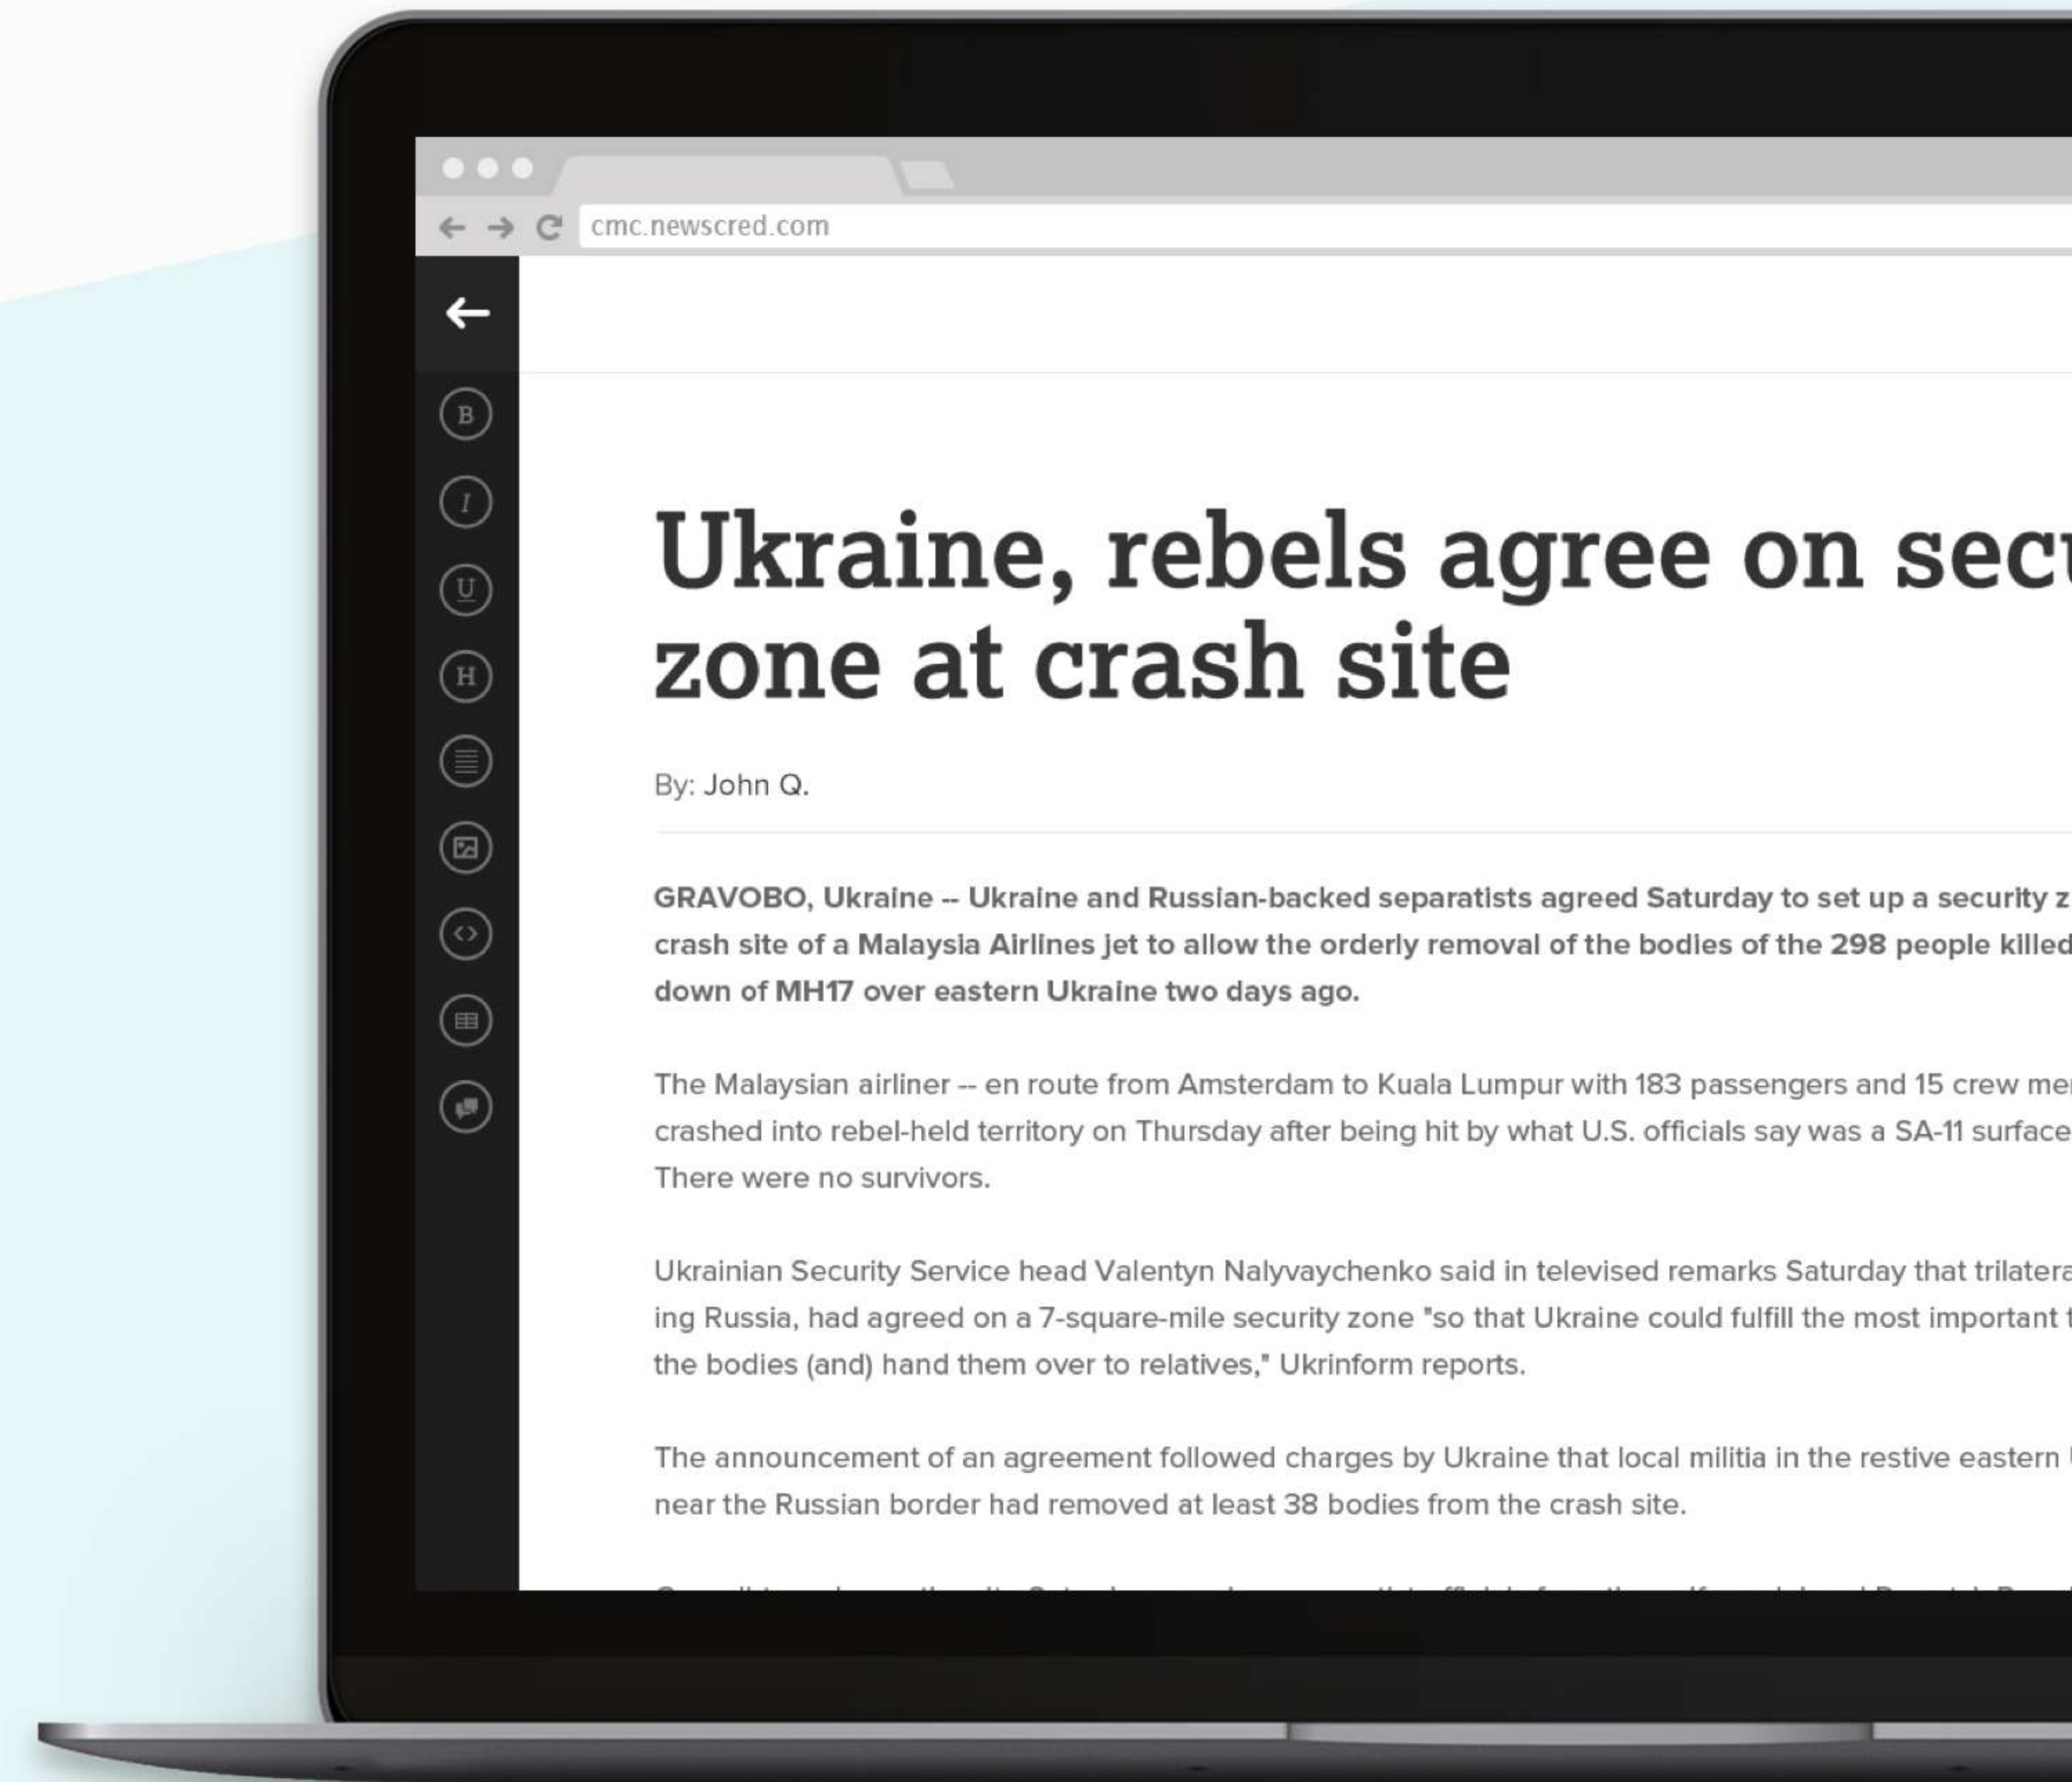 cmc.newscred.com
B
I
U
H
Ukraine, rebels agree on secu
zone at crash site
By: John Q.
GRAVOBO, Ukraine -- Ukraine and Russian-backed separatists agreed Saturday to set up a security z
crash site of a Malaysia Airlines jet to allow the orderly removal of the bodies of the 298 people killed
down of MH17 over eastern Ukraine two days ago.
The Malaysian airliner -- en route from Amsterdam to Kuala Lumpur with 183 passengers and 15 crew me
crashed into rebel-held territory on Thursday after being hit by what U.S. officials say was a SA-11 surface
There were no survivors.
Ukrainian Security Service head Valentyn Nalyvaychenko said in televised remarks Saturday that trilatera
ing Russia, had agreed on a 7-square-mile security zone "so that Ukraine could fulfill the most important t
the bodies (and) hand them over to relatives," Ukrinform reports.
The announcement of an agreement followed charges by Ukraine that local militia in the restive eastern
near the Russian border had removed at least 38 bodies from the crash site.